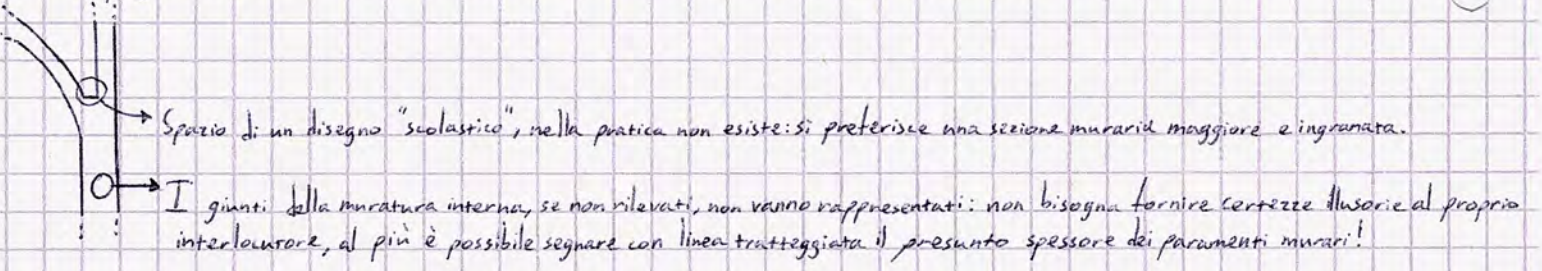 Spazio di un disegno "scolastico", nella pratica non esiste: si preferisce una sezione muraria maggiore e ingranata.
I giunti della muratura interna, se non rilevati, non vanno rappresentati: non bisogna fornire certezze illusorie al proprio
interlocutore, al più è possibile segnare con linea tratteggiata il presunto spessore dei paramenti murari!